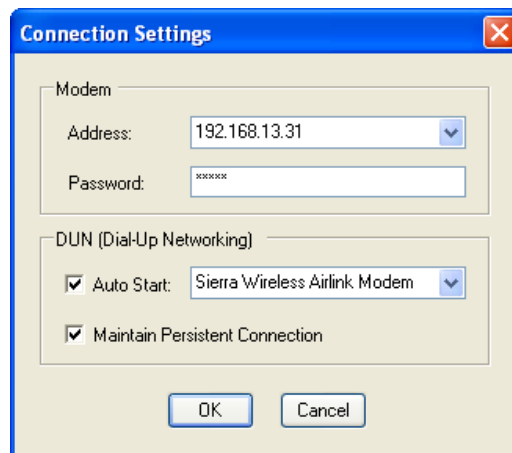 Connection Settings
Modem
Address: 192.168.13.31
Password: *****
DUN (Dial-Up Networking)
Auto Start: Sierra Wireless Airlink Modem
Maintain Persistent Connection
OK Cancel